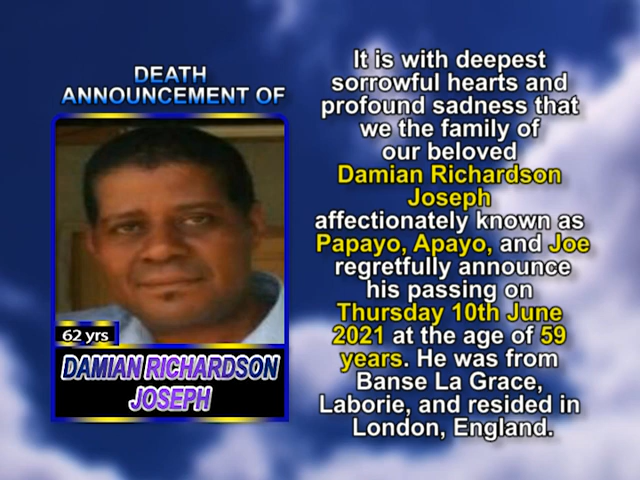 DEATH
ANNOUNCEMENT OF
62 yrs
DAMIAN RICHARDSON
JOSEPH
It is with deepest
sorrowful hearts and
profound sadness that
we the family of
our beloved
Damian Richardson
Joseph
affectionately known as
Papayo, Apayo, and Joe
regretfully announce
his passing on
Thursday 10th June
2021 at the age of 59
years. He was from
Banse La Grace,
Laborie, and resided in
London, England.